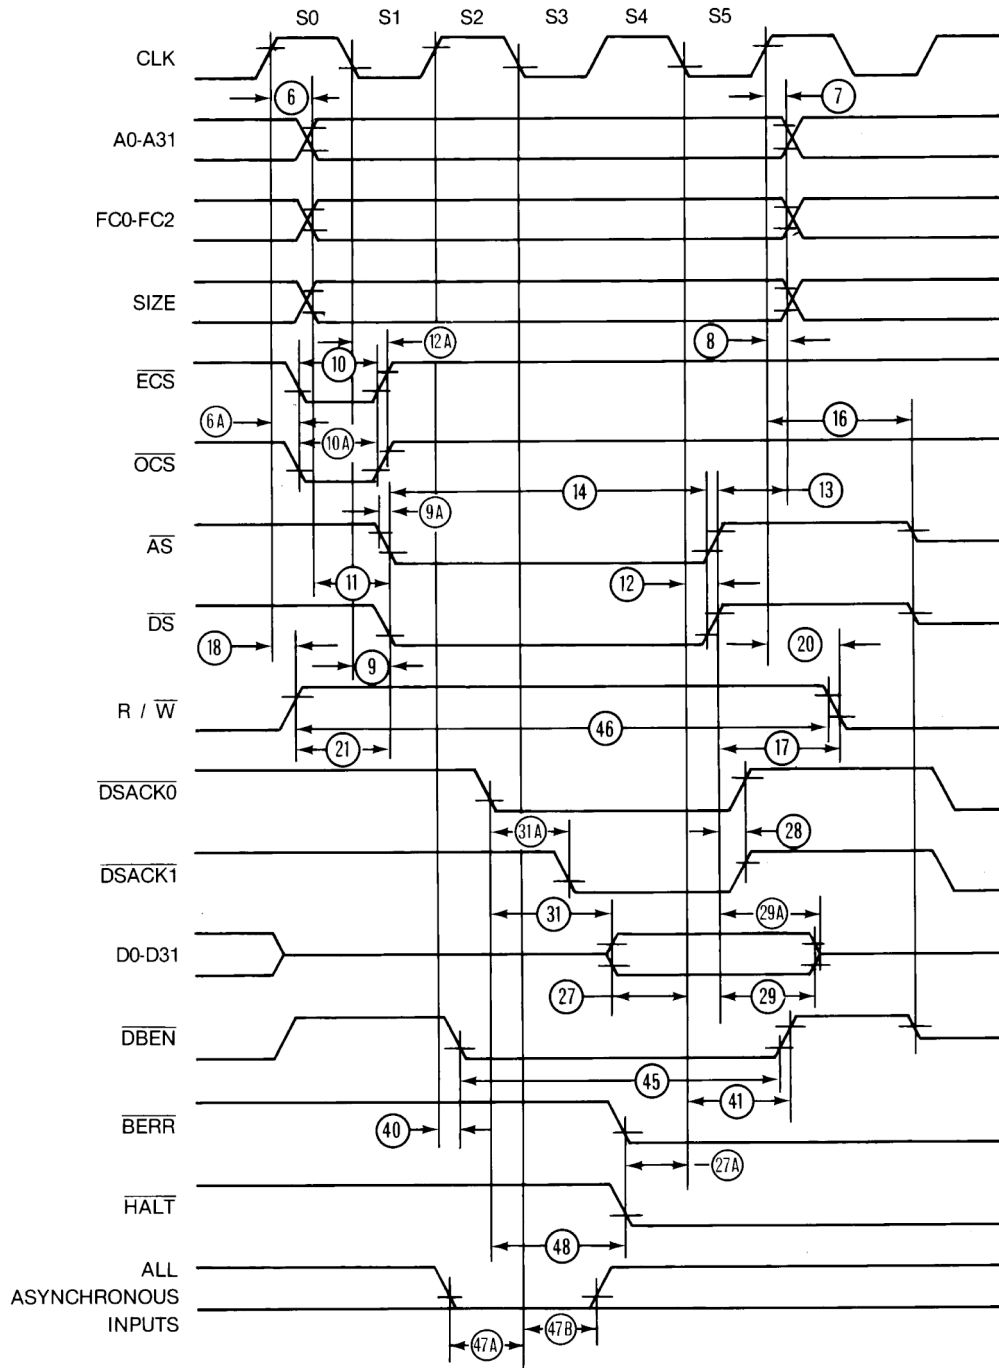 S0 S1 S2 S3 S4 S5
CLK
6 7
A0-A31
FC0-FC2
SIZE
12A 8
10
ECS
6A 10A 16
OCS
14 13
9A
AS
11 12
DS
18 9 20
R / W
46
21 17
DSACK0
31A 28
DSACK1
31 29A
D0-D31
27 29
DBEN
45
41
BERR
40
27A
HALT
48
ALL
ASYNCHRONOUS
INPUTS
47A 47B